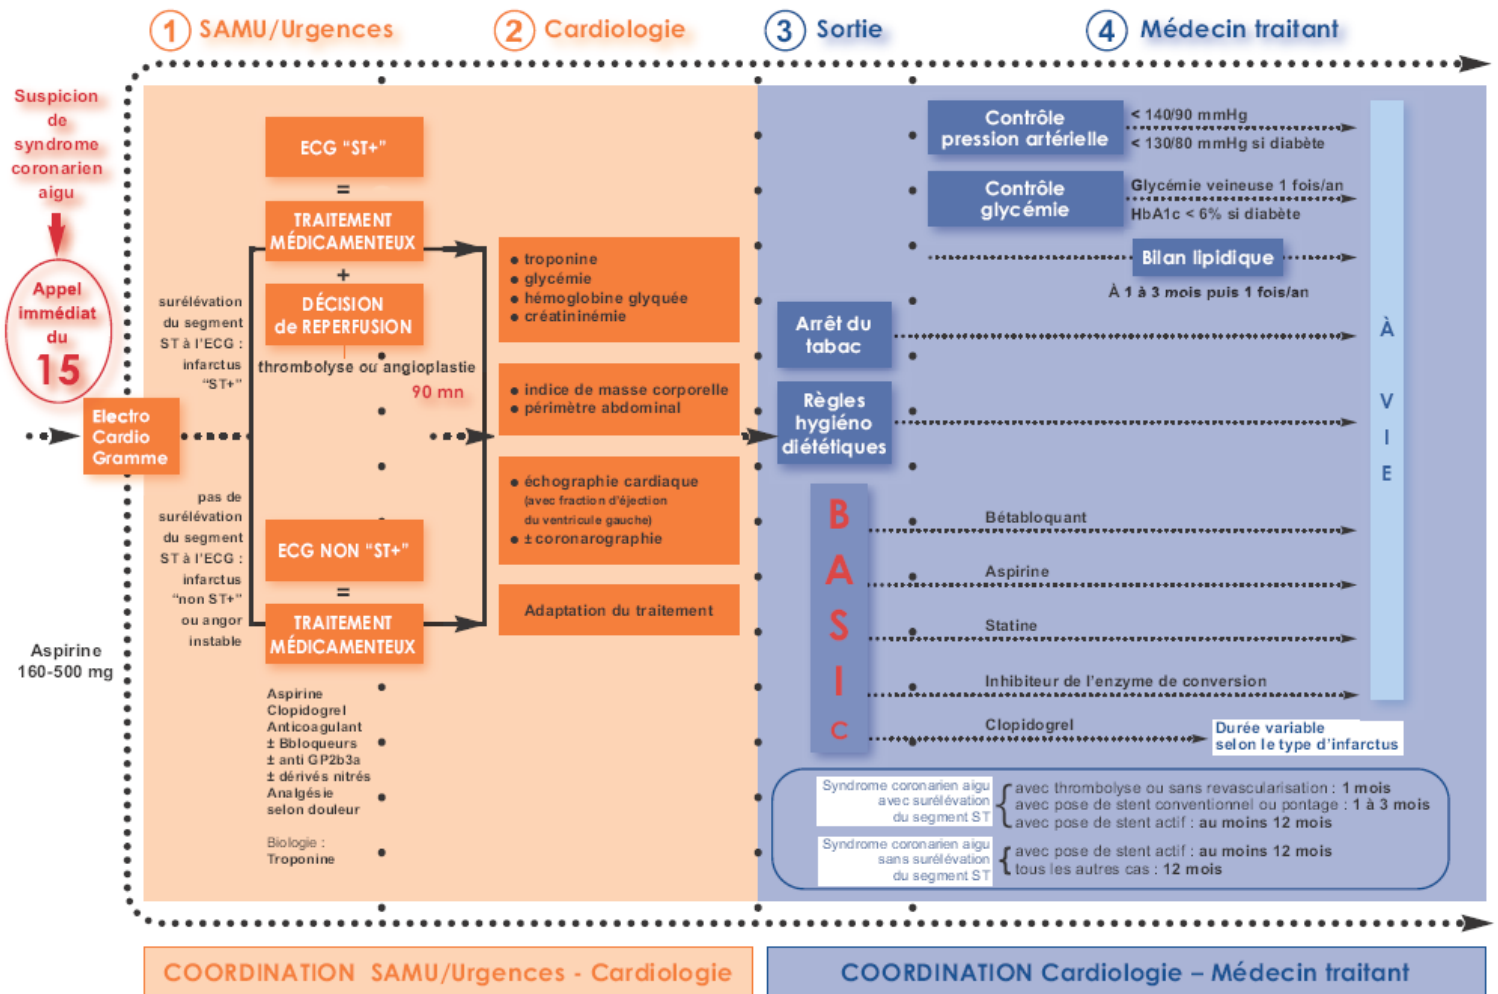 1 SAMU/Urgences
2 Cardiologie
3 Sortie
4 Médecin traitant
Suspicion
de
syndrome
coronarien
aigu
Appel
immédiat
du
15
Electro
Cardio
Gramme
Aspirine
160-500 mg
surélévation
du segment
ST à l'ECG :
infarctus
"ST+"
pas de
surélévation
du segment
ST à l'ECG :
infarctus
"non ST+"
ou angor
instable
ECG "ST+"
=
TRAITEMENT
MÉDICAMENTEUX
+
DÉCISION
de REPERFUSION
thrombolyse ou angioplastie
90 mn
ECG NON "ST+"
=
TRAITEMENT
MÉDICAMENTEUX
Aspirine
Clopidogrel
Anticoagulant
± Bbloqueurs
± anti GP2b3a
± dérivés nitrés
Analgésie
selon douleur
Biologie :
Troponine
● troponine
● glycémie
● hémoglobine glyquée
● créatininémie
● indice de masse corporelle
● périmètre abdominal
● échographie cardiaque
(avec fraction d'éjection
du ventricule gauche)
● ± coronarographie
Adaptation du traitement
Contrôle
pression artérielle
< 140/90 mmHg
< 130/80 mmHg si diabète
Contrôle
glycémie
Glycémie veineuse 1 fois/an
HbA1c < 6% si diabète
Bilan lipidique
À 1 à 3 mois puis 1 fois/an
Arrêt du
tabac
Règles
hygiéno
diététiques
B
A
S
I
C
Bétabloquant
Aspirine
Statine
Inhibiteur de l'enzyme de conversion
Clopidogrel
Durée variable
selon le type d'infarctus
À
V
I
E
Syndrome coronarien aigu
avec surélévation
du segment ST
avec thrombolyse ou sans revascularisation : 1 mois
avec pose de stent conventionnel ou pontage : 1 à 3 mois
avec pose de stent actif : au moins 12 mois
Syndrome coronarien aigu
sans surélévation
du segment ST
avec pose de stent actif : au moins 12 mois
tous les autres cas : 12 mois
COORDINATION SAMU/Urgences - Cardiologie
COORDINATION Cardiologie – Médecin traitant